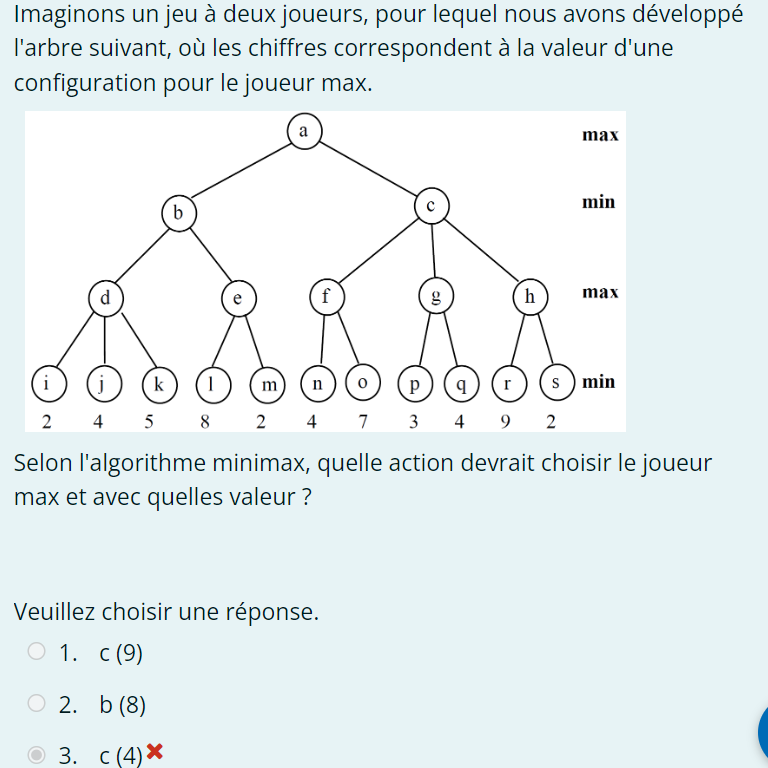 Imaginons un jeu à deux joueurs, pour lequel nous avons développé
l'arbre suivant, où les chiffres correspondent à la valeur d'une
configuration pour le joueur max.
a max
b c min
d e f g h max
i j k l m n o p q r s min
2 4 5 8 2 4 7 3 4 9 2
Selon l'algorithme minimax, quelle action devrait choisir le joueur
max et avec quelles valeur ?
Veuillez choisir une réponse.
1. c (9)
2. b (8)
3. c (4)